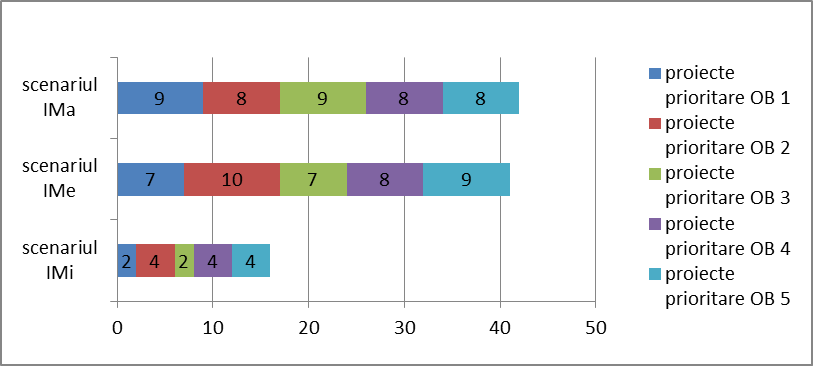 scenariul
IMa
9 8 9 8 8
scenariul
IMe
7 10 7 8 9
scenariul
IMi
2 4 2 4 4
0 10 20 30 40 50
proiecte
prioritare OB 1
proiecte
prioritare OB 2
proiecte
prioritare OB 3
proiecte
prioritare OB 4
proiecte
prioritare OB 5